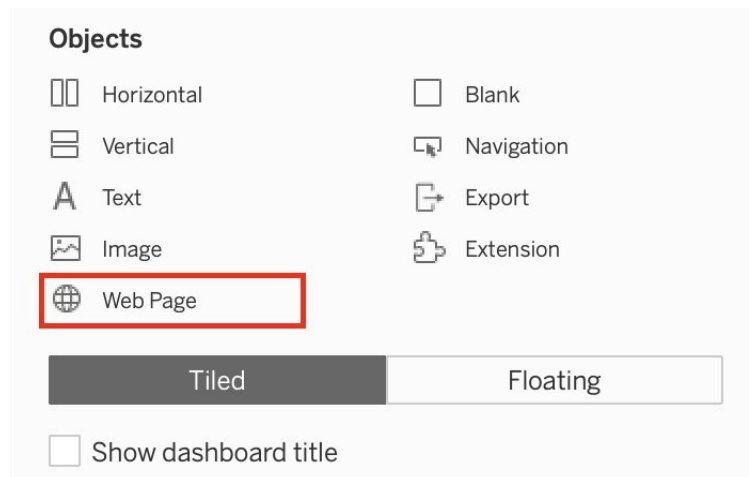 Objects
Horizontal
Blank
Vertical
Navigation
Text
Export
Image
Extension
Web Page
Tiled
Floating
Show dashboard title